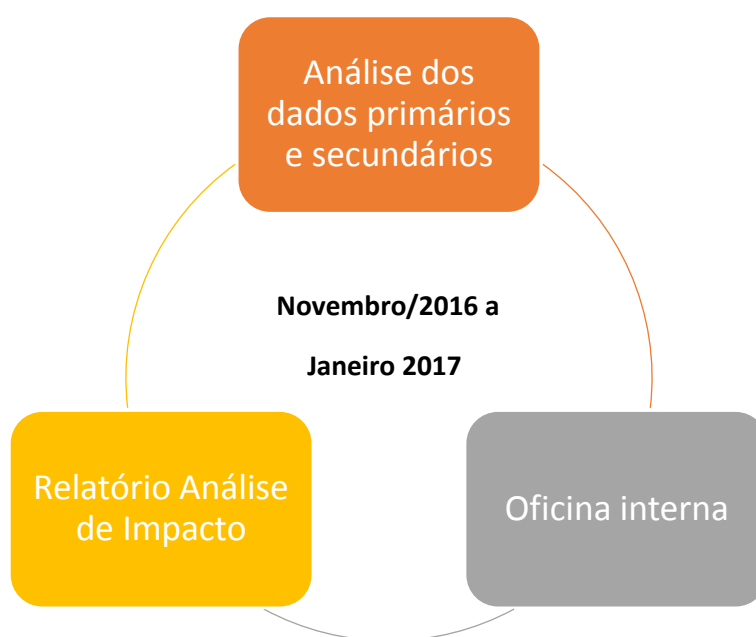 Análise dos
dados primários
e secundários
Novembro/2016 a
Janeiro 2017
Relatório Análise
de Impacto
Oficina interna